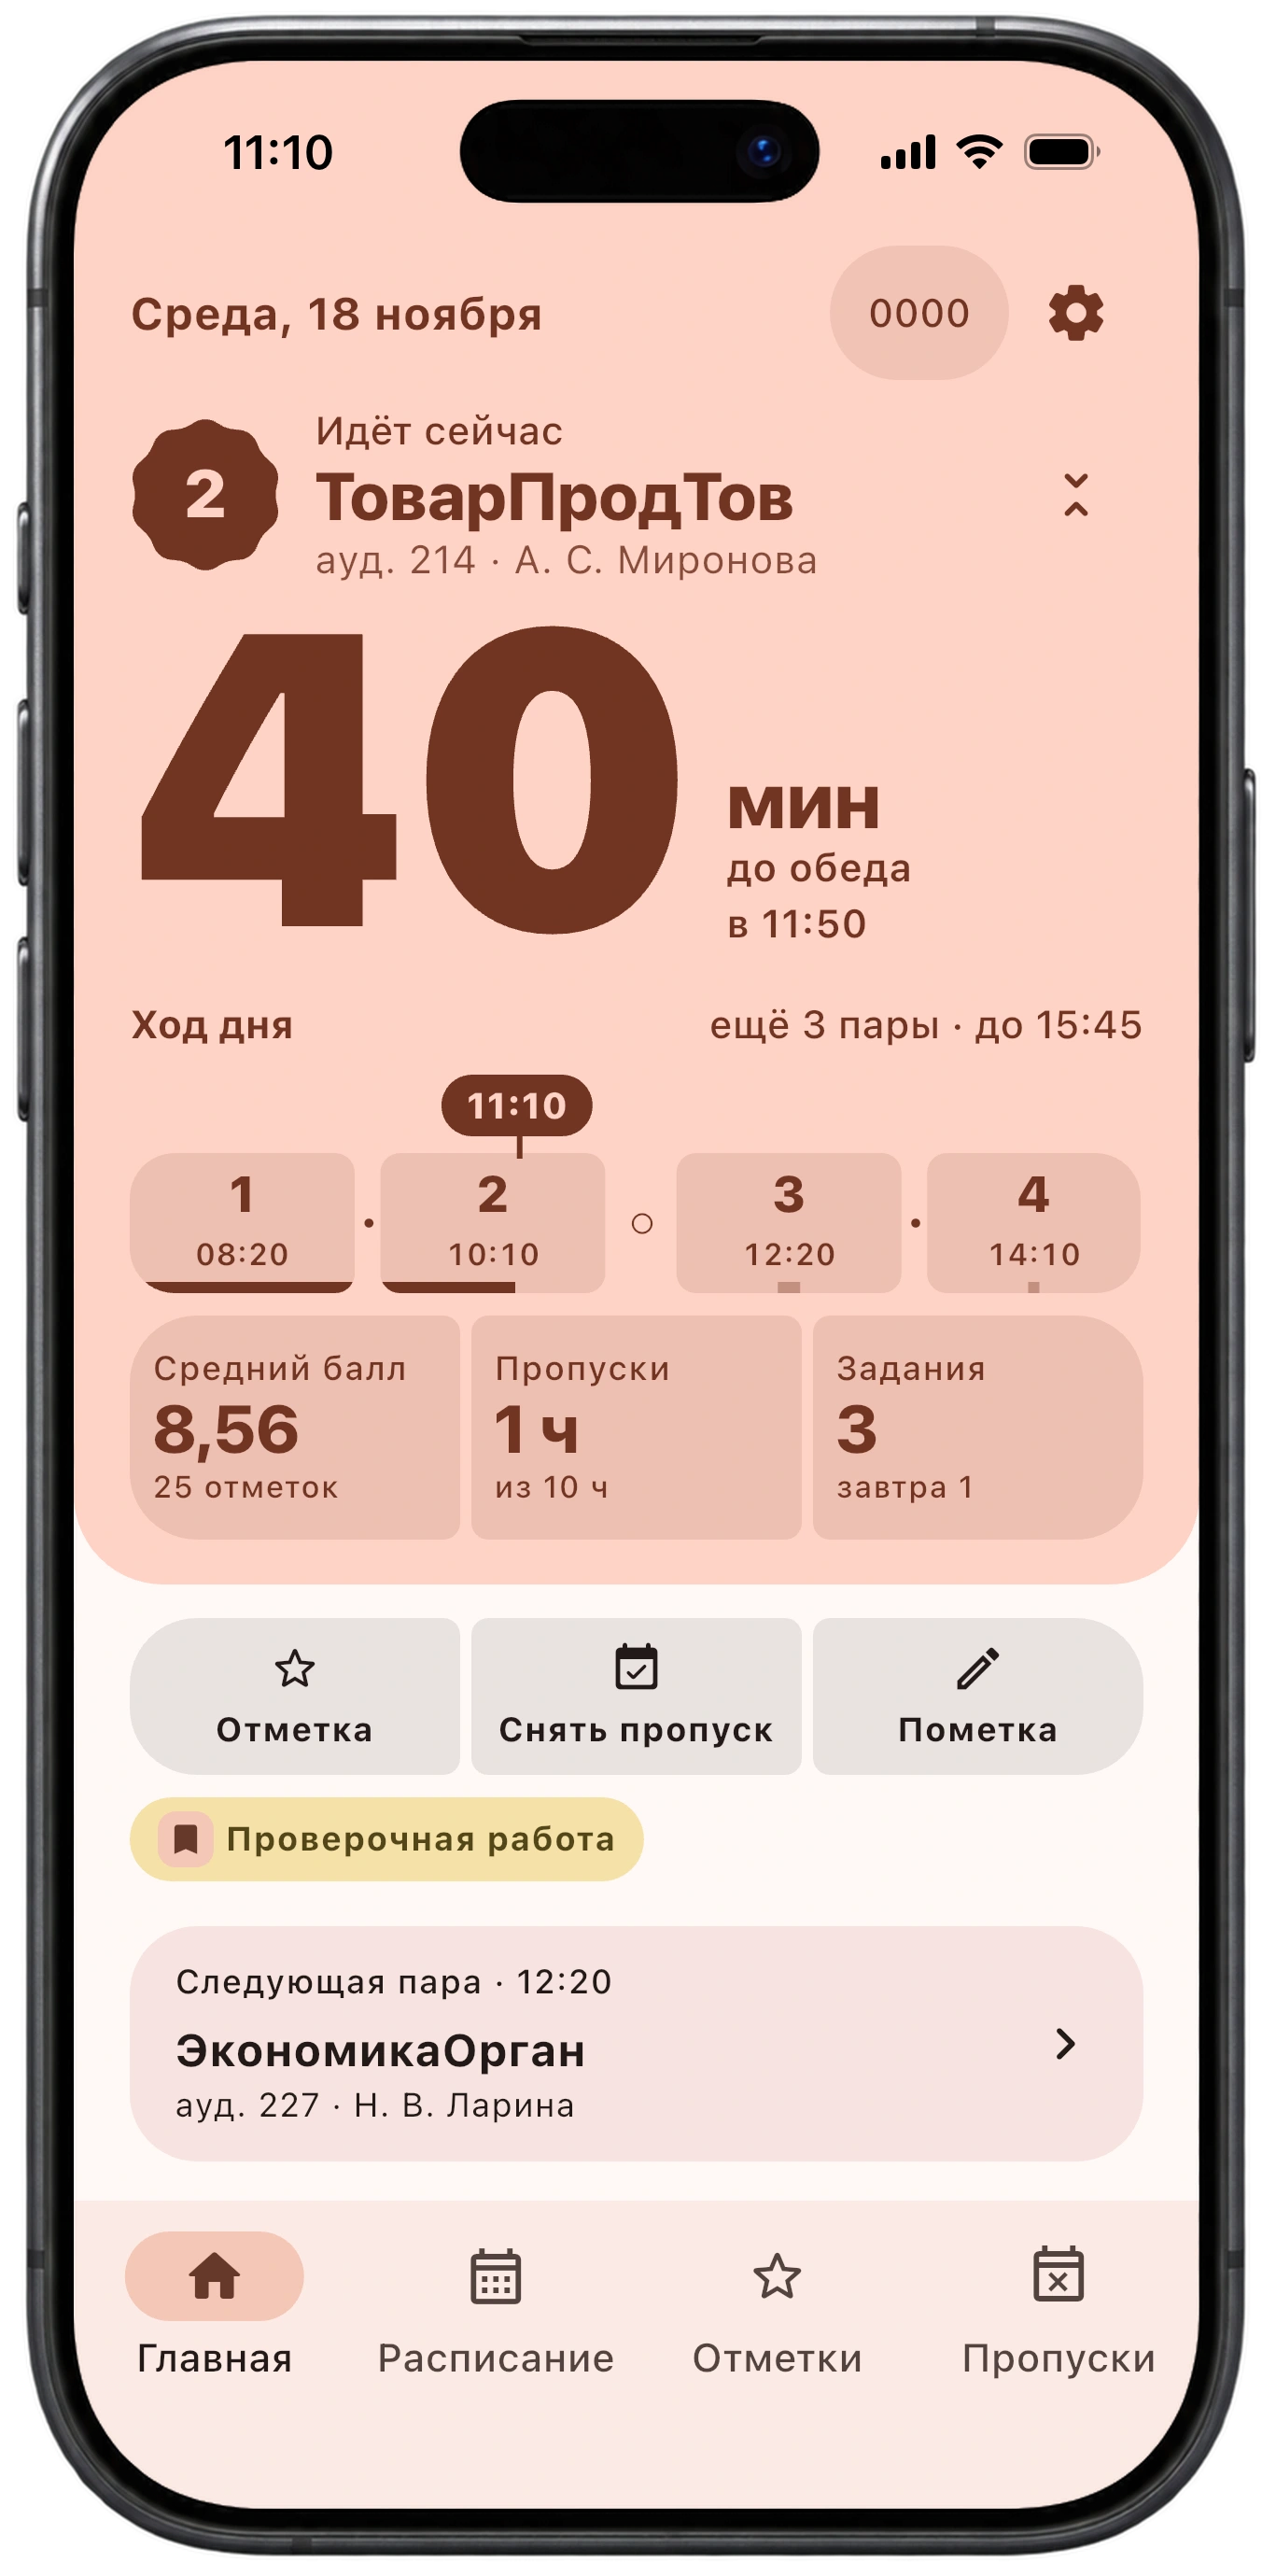 11:10
Среда, 18 ноября
0000
Идёт сейчас
2
ТоварПродТов
ауд. 214 · А. С. Миронова
40
мин
до обеда
в 11:50
Ход дня
ещё 3 пары · до 15:45
11:10
1
2
3
4
08:20
10:10
12:20
14:10
Средний балл
Пропуски
Задания
8,56
1 ч
3
25 отметок
из 10 ч
завтра 1
Отметка
Снять пропуск
Пометка
Проверочная работа
Следующая пара · 12:20
ЭкономикаОрган
ауд. 227 · Н. В. Ларина
Главная
Расписание
Отметки
Пропуски